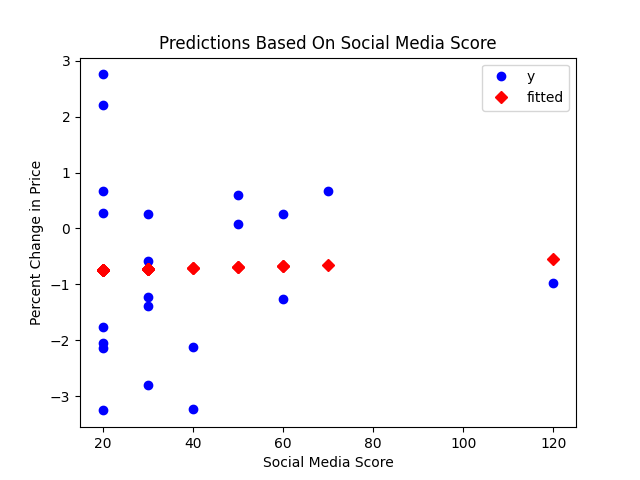 Predictions Based On Social Media Score
y
fitted
3
2
1
0
−1
−2
−3
Percent Change in Price
20 40 60 80 100 120
Social Media Score